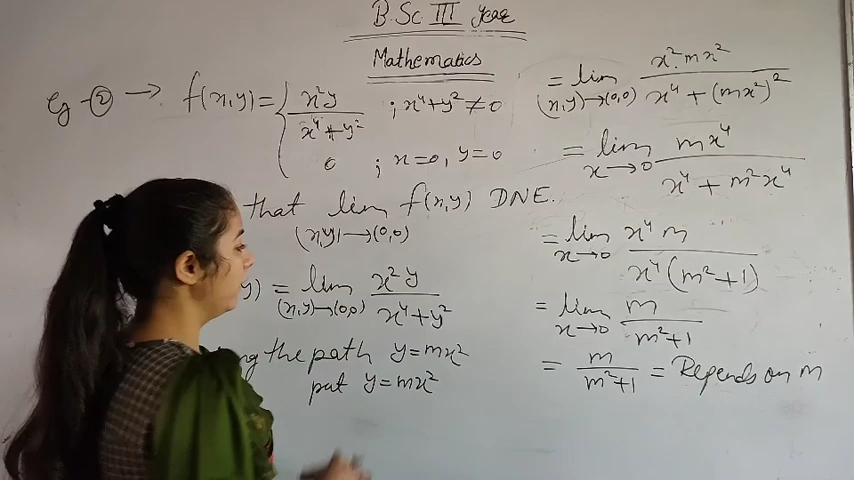 B.Sc III year
Mathematics
Eg -② → f(x,y) = { x²y / x⁴+y² ; x⁴+y² ≠ 0
0 ; x=0, y=0
that lim f(x,y) DNE.
(x,y) → (0,0)
y) = lim x²y / x⁴+y²
(x,y)→(0,0)
ng the path y=mx²
put y=mx²
= lim x².mx² / x⁴ + (mx²)²
(x,y)→(0,0)
= lim mx⁴ / x⁴ + m²x⁴
x→0
= lim x⁴ m / x⁴(m²+1)
x→0
= lim m / m²+1
x→0
= m / m²+1 = Depends on m